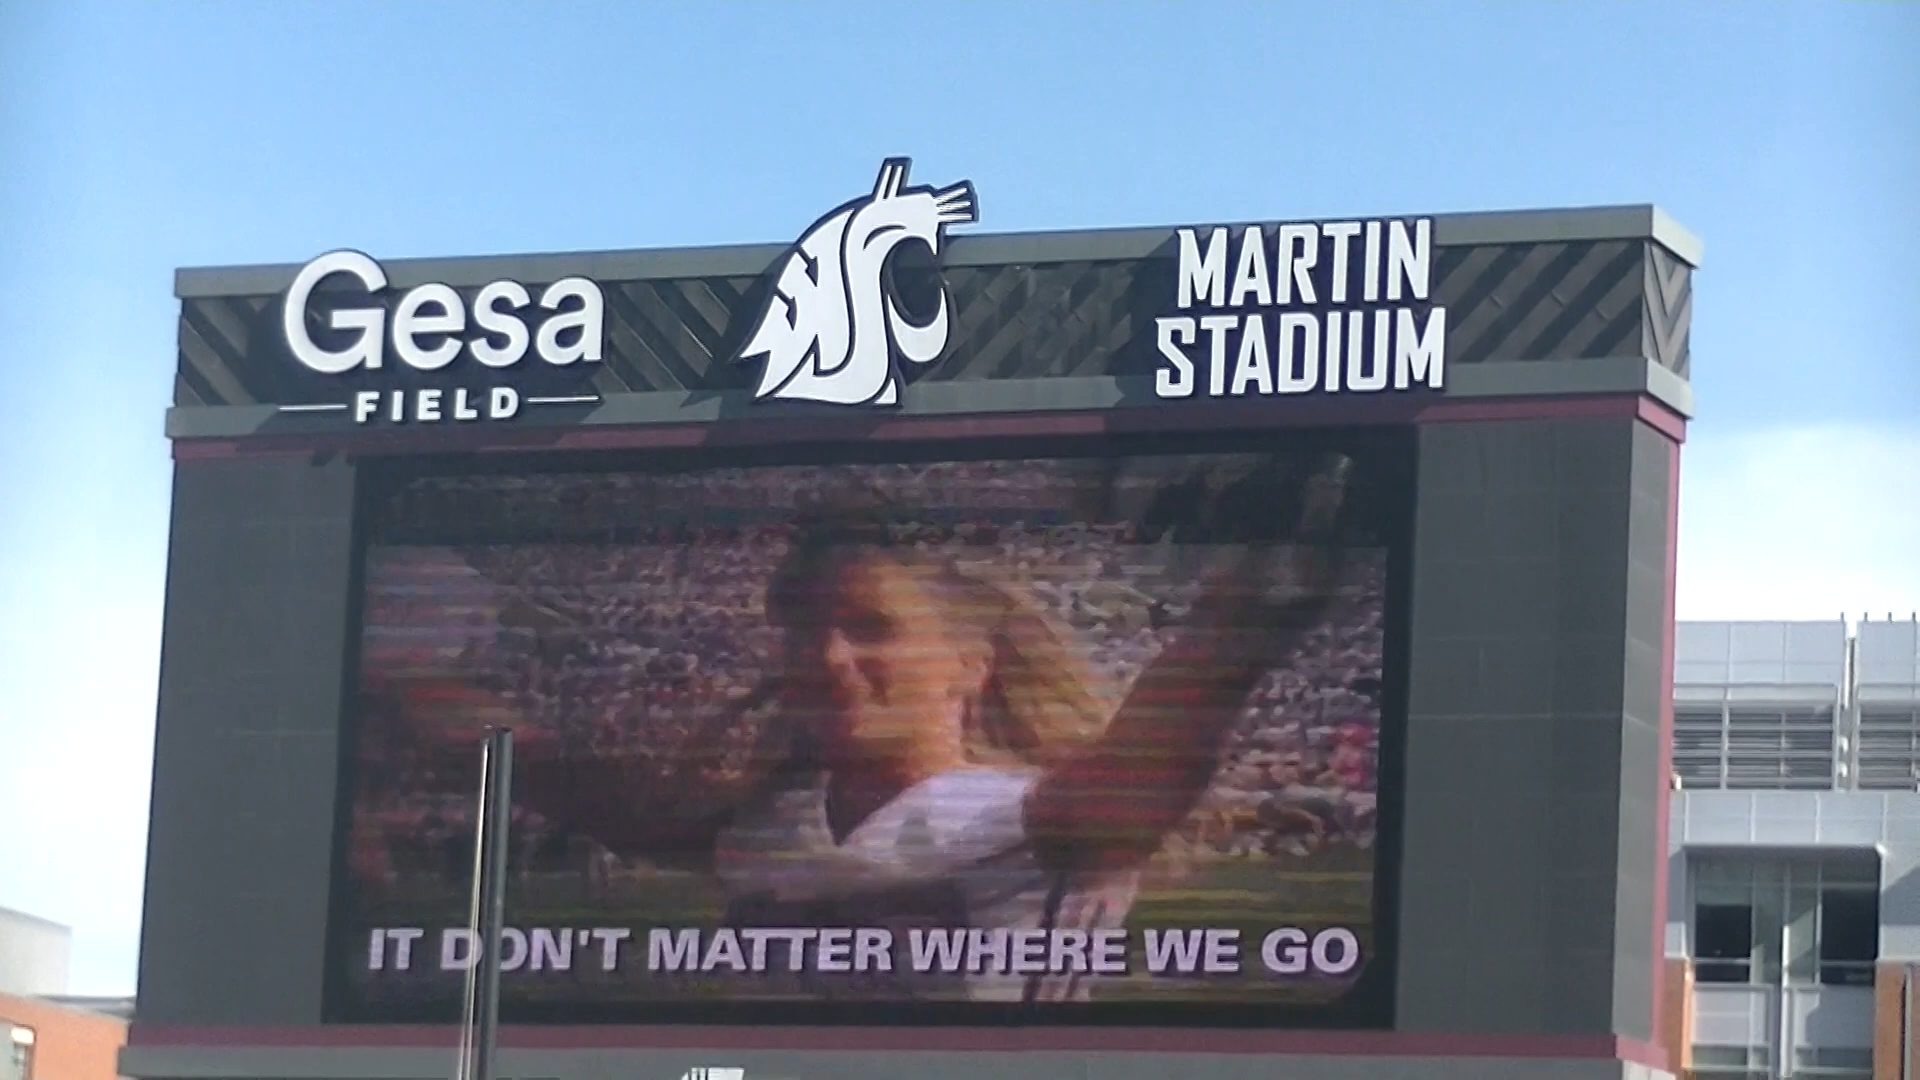 Gesa
FIELD
MARTIN
STADIUM
IT DON'T MATTER WHERE WE GO